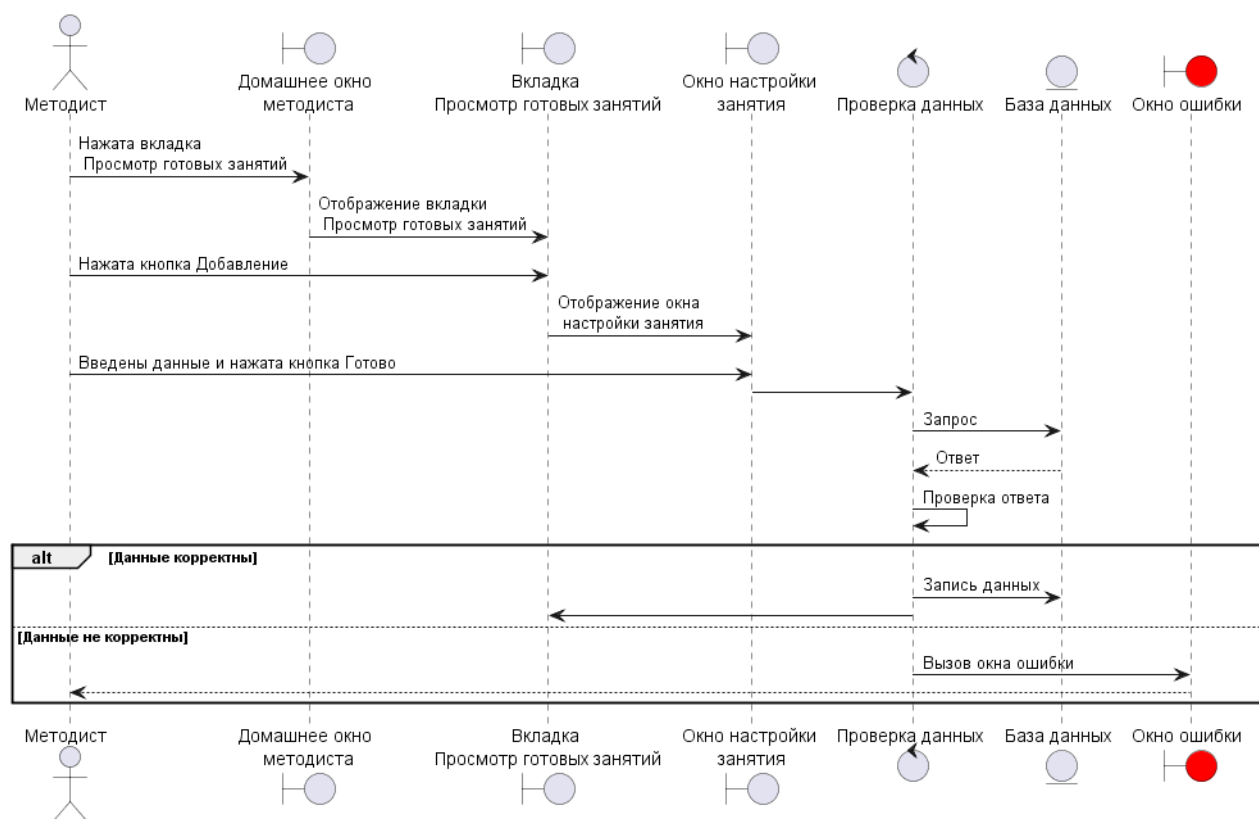 Методист
Домашнее окно
методиста
Вкладка
Просмотр готовых занятий
Окно настройки
занятия
Проверка данных
База данных
Окно ошибки
Нажата вкладка
Просмотр готовых занятий
Отображение вкладки
Просмотр готовых занятий
Нажата кнопка Добавление
Отображение окна
настройки занятия
Введены данные и нажата кнопка Готово
Запрос
Ответ
Проверка ответа
alt
[Данные корректны]
Запись данных
[Данные не корректны]
Вызов окна ошибки
Методист
Домашнее окно
методиста
Вкладка
Просмотр готовых занятий
Окно настройки
занятия
Проверка данных
База данных
Окно ошибки